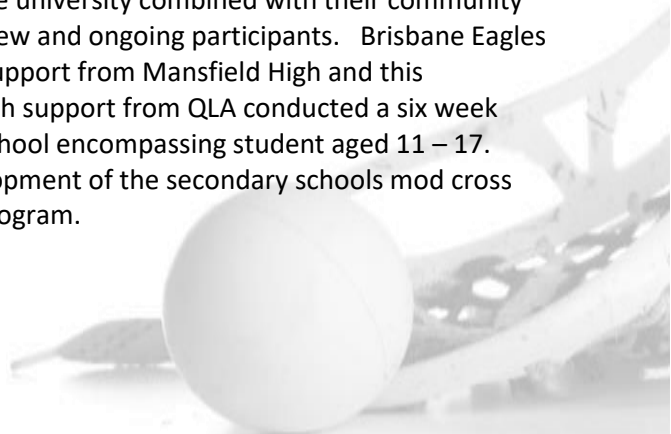 e university combined with their community
ew and ongoing participants.   Brisbane Eagles
upport from Mansfield High and this
h support from QLA conducted a six week
hool encompassing student aged 11 – 17.
opment of the secondary schools mod cross
ogram.